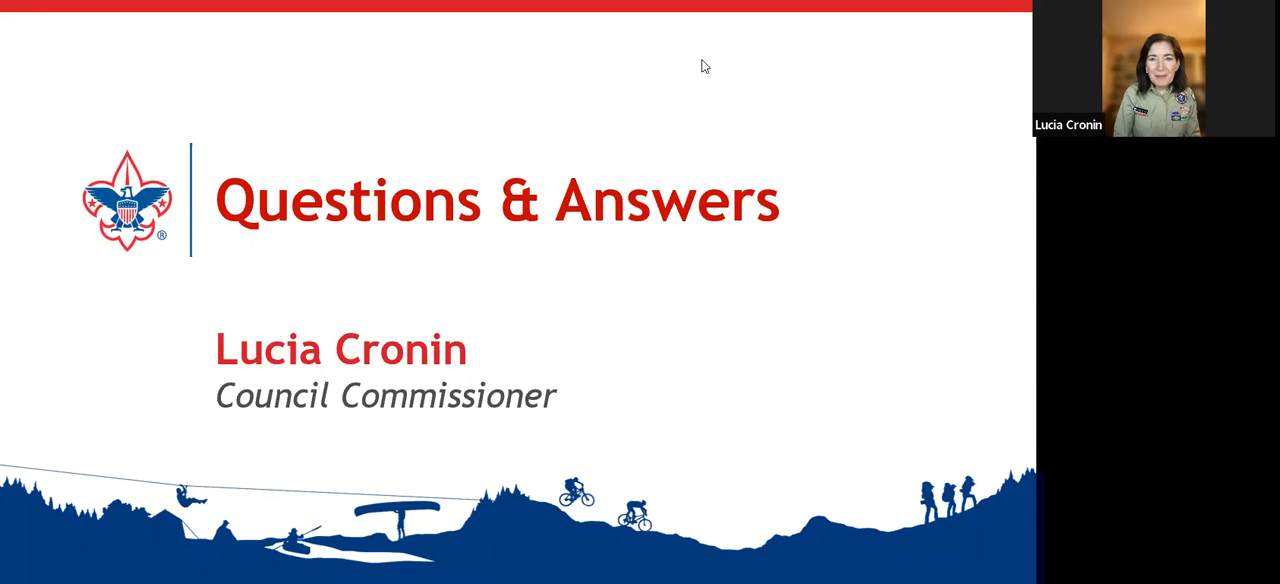 Questions & Answers
Lucia Cronin
Council Commissioner
Lucia Cronin
®